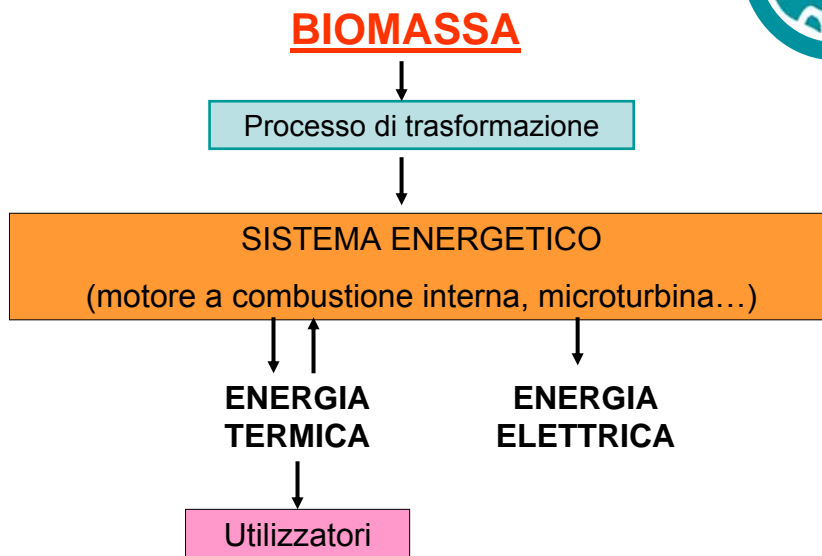 BIOMASSA
Processo di trasformazione
SISTEMA ENERGETICO
(motore a combustione interna, microturbina…)
ENERGIA
TERMICA
ENERGIA
ELETTRICA
Utilizzatori